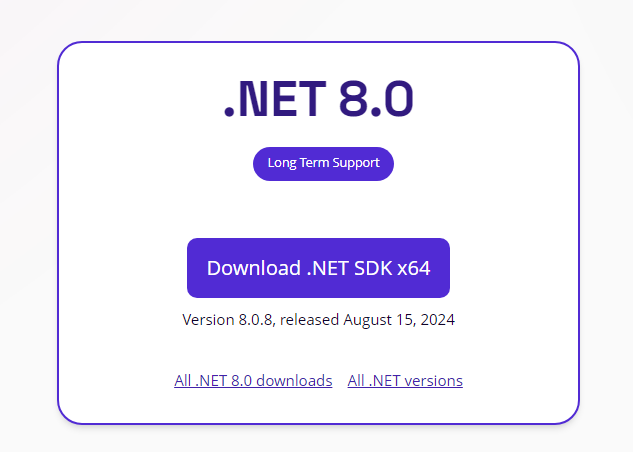 .NET 8.0
Long Term Support
Download .NET SDK x64
Version 8.0.8, released August 15, 2024
All .NET 8.0 downloads All .NET versions